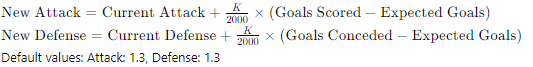 New Attack = Current Attack + K/2000 × (Goals Scored − Expected Goals)
New Defense = Current Defense + K/2000 × (Goals Conceded − Expected Goals)
Default values: Attack: 1.3, Defense: 1.3